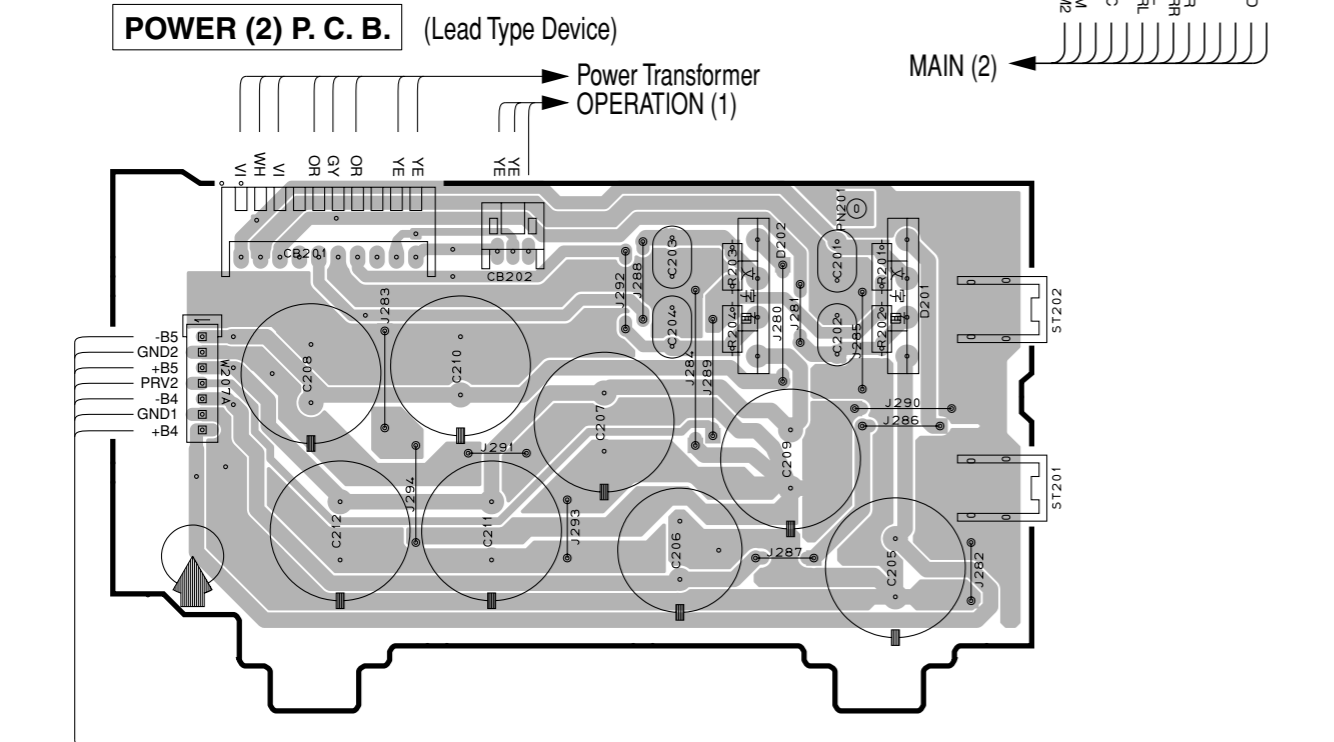 POWER (2) P. C. B. (Lead Type Device)
MAIN (2)
Power Transformer
OPERATION (1)
VI
WH
VI
OR
GY
OR
YE
YE
YE
YE
CB201
CB202
J292
J288
C203
C204
R203
R204
D202
J280
J281
PN201
C201
C202
J285
R201
R202
D201
ST202
J283
J284
J289
-B5
GND2
+B5
PRV2
-B4
GND1
+B4
1
W207A
C208
C210
C207
C209
J290
J286
J291
J294
C212
C211
J293
C206
J287
C205
J282
ST201